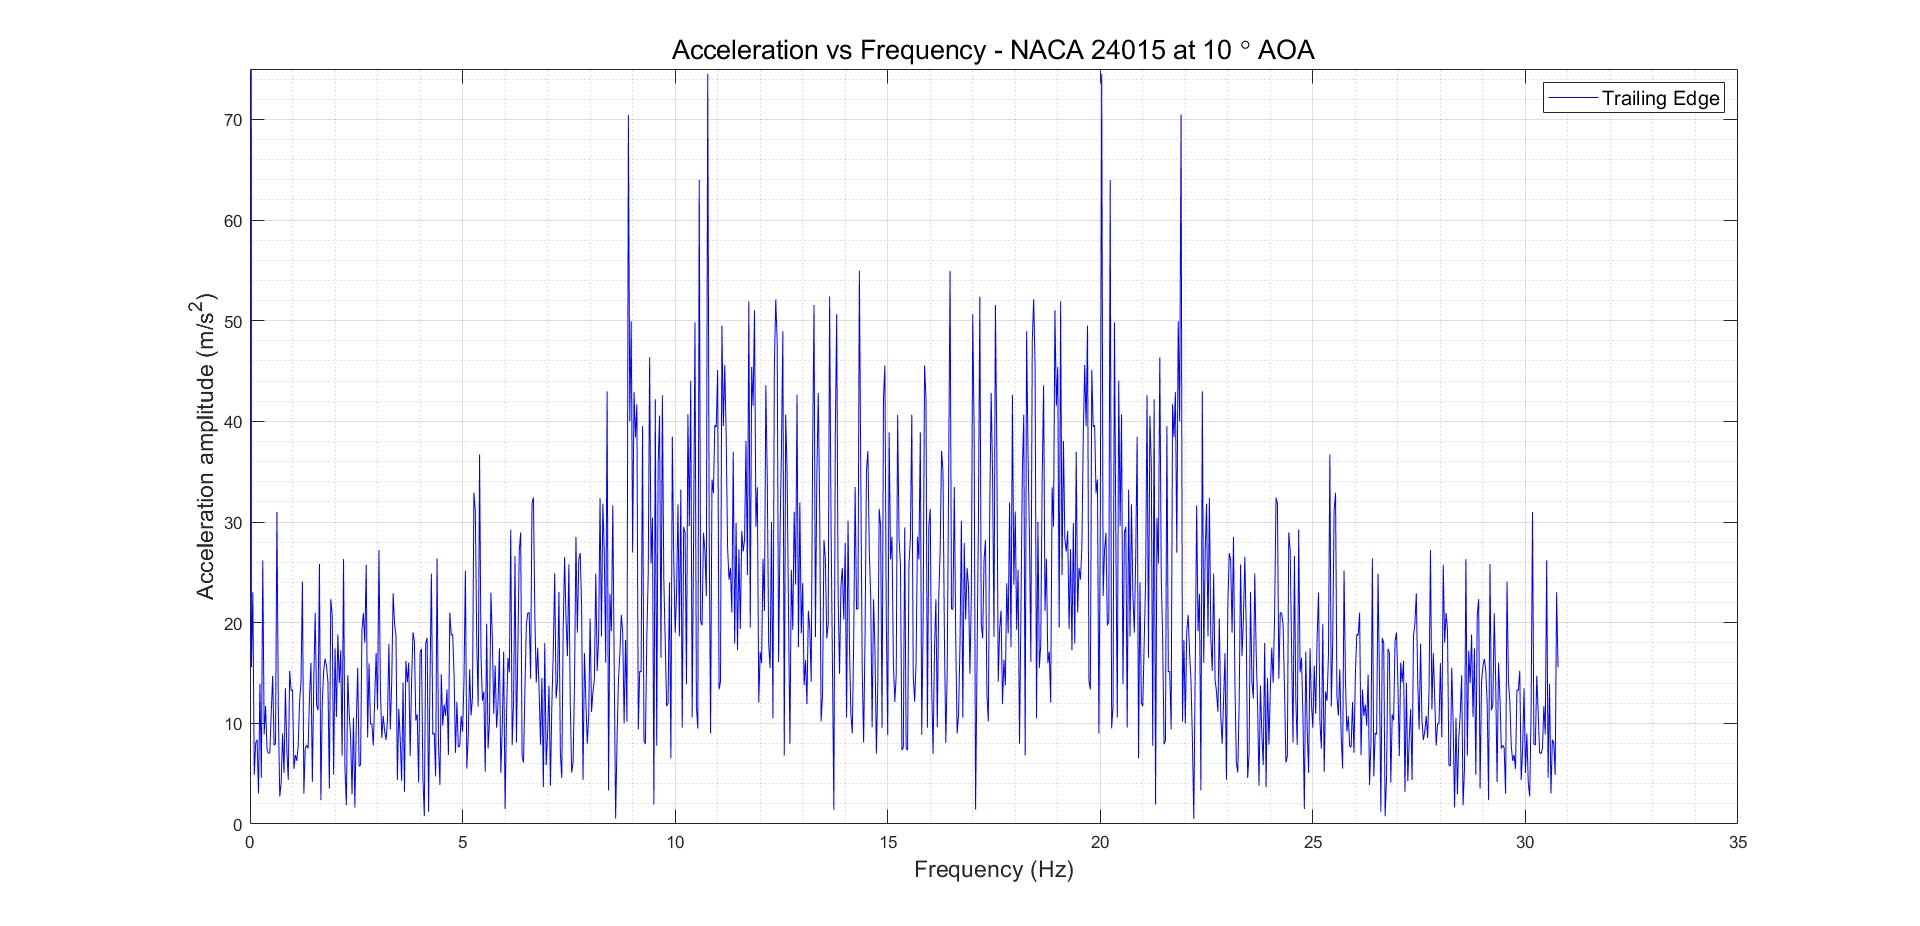 Acceleration vs Frequency - NACA 24015 at 10 ° AOA
Trailing Edge
Acceleration amplitude (m/s²)
70
60
50
40
30
20
10
0
0 5 10 15 20 25 30 35
Frequency (Hz)